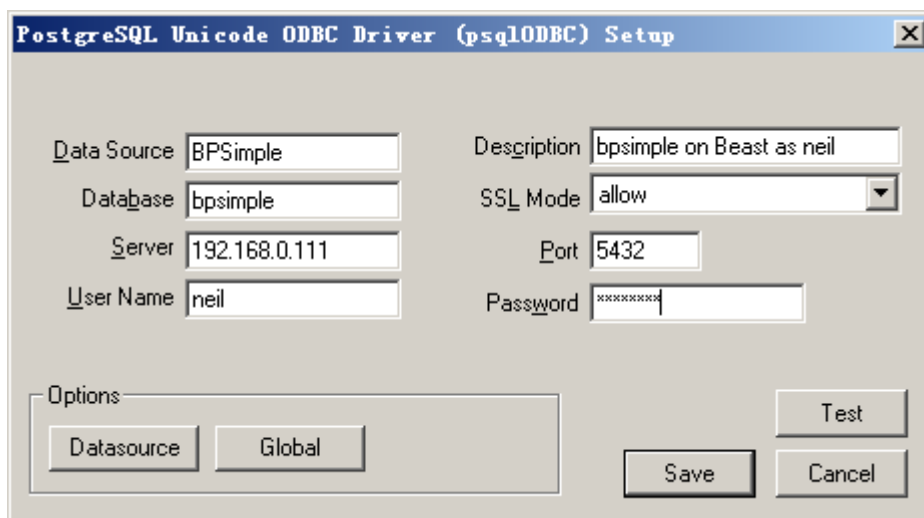 PostgreSQL Unicode ODBC Driver (psqlODBC) Setup
Data Source BPSimple
Description bpsimple on Beast as neil
Database bpsimple
SSL Mode allow
Server 192.168.0.111
Port 5432
User Name neil
Password ********
Options
Datasource Global
Test
Save Cancel